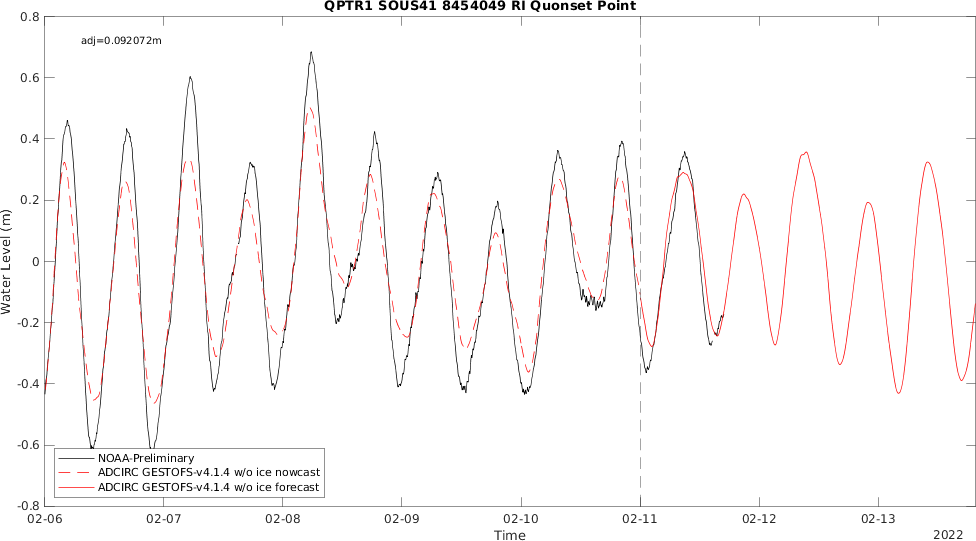 QPTR1 SOUS41 8454049 RI Quonset Point
adj=0.092072m
0.8
0.6
0.4
0.2
0
-0.2
-0.4
-0.6
-0.8
Water Level (m)
NOAA-Preliminary
ADCIRC GESTOFS-v4.1.4 w/o ice nowcast
ADCIRC GESTOFS-v4.1.4 w/o ice forecast
02-06 02-07 02-08 02-09 02-10 02-11 02-12 02-13
Time
2022